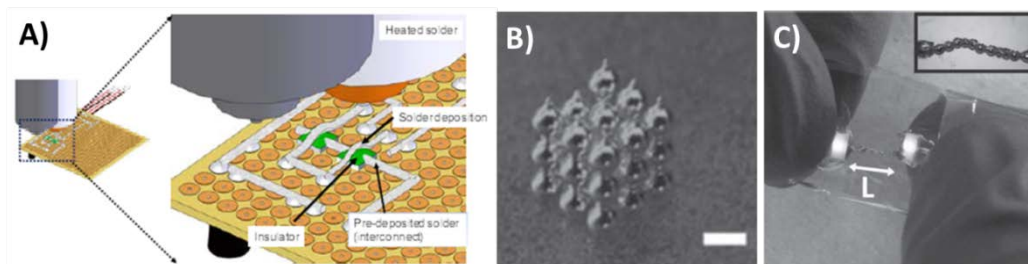 A)
Heated solder
Solder deposition
Insulator
Pre-deposited solder
(interconnect)
B)
C)
L